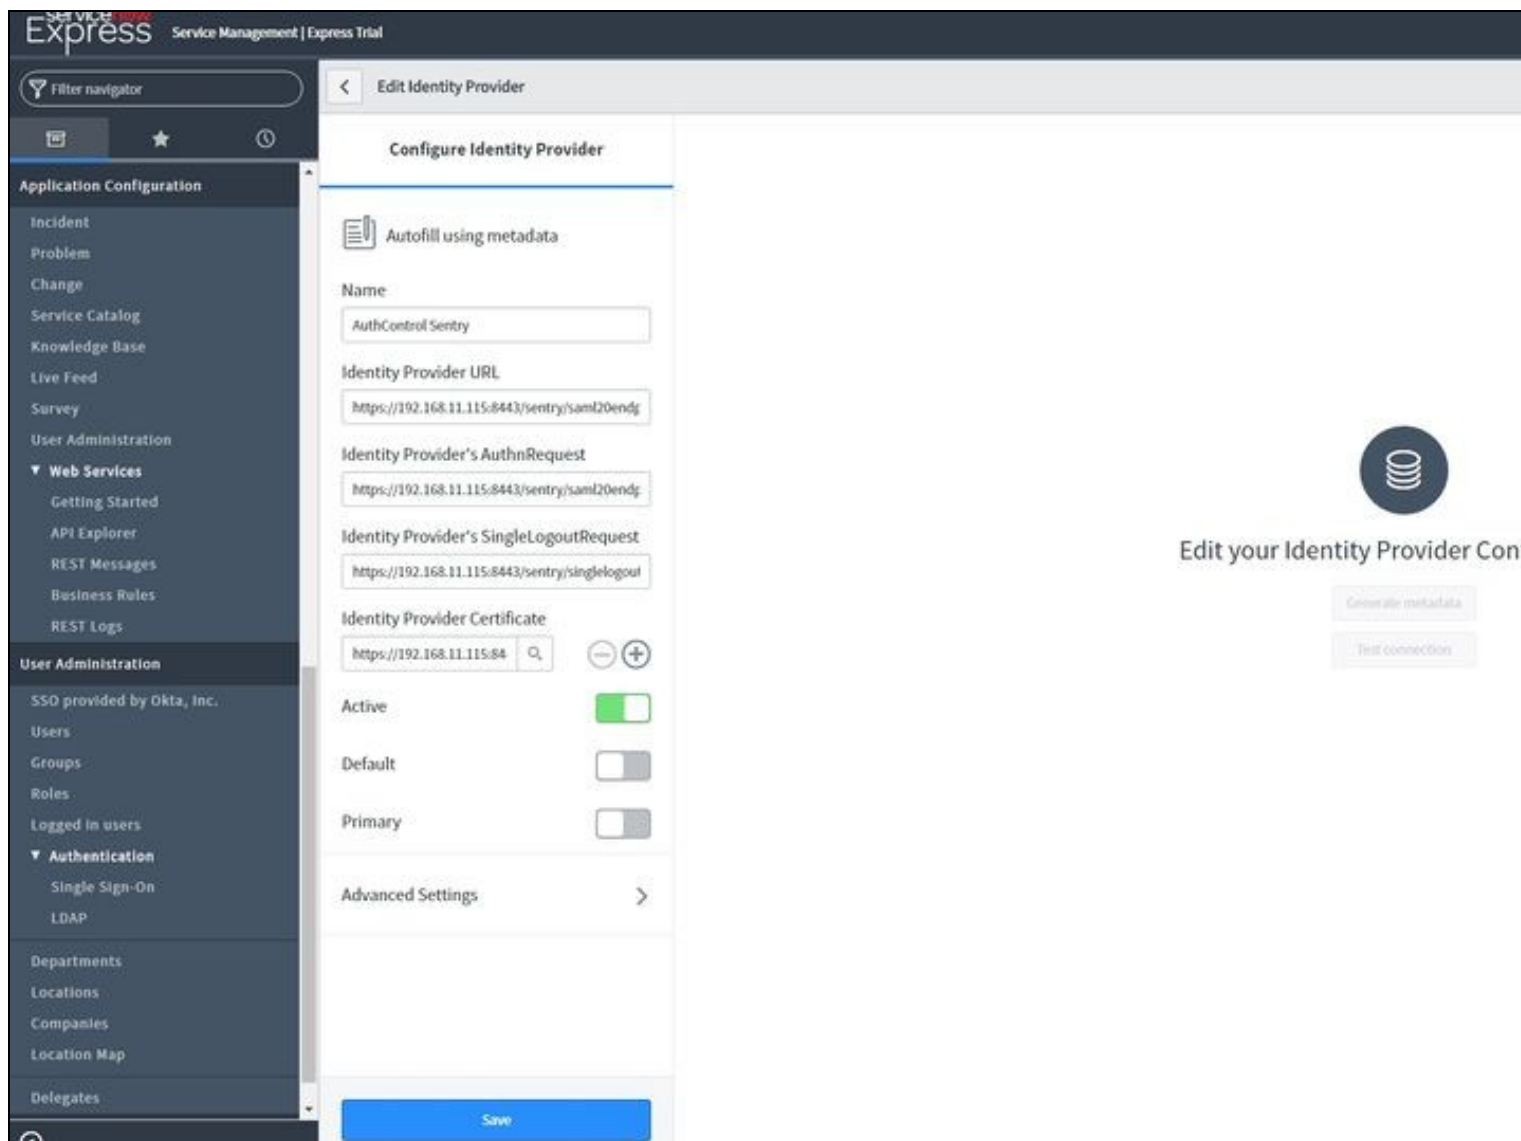 servicenow
Express Service Management | Express Trial
Filter navigator
Edit Identity Provider
Configure Identity Provider
Application Configuration
Incident
Problem
Change
Service Catalog
Knowledge Base
Live Feed
Survey
User Administration
Web Services
Getting Started
API Explorer
REST Messages
Business Rules
REST Logs
User Administration
SSO provided by Okta, Inc.
Users
Groups
Roles
Logged in users
Authentication
Single Sign-On
LDAP
Departments
Locations
Companies
Location Map
Delegates
Autofill using metadata
Name
AuthControl Sentry
Identity Provider URL
https://192.168.11.115:8443/sentry/saml20endp
Identity Provider's AuthnRequest
https://192.168.11.115:8443/sentry/saml20endp
Identity Provider's SingleLogoutRequest
https://192.168.11.115:8443/sentry/singlelogout
Identity Provider Certificate
https://192.168.11.115:84
Active
Default
Primary
Advanced Settings
Save
Edit your Identity Provider Con
Generate metadata
Test connection